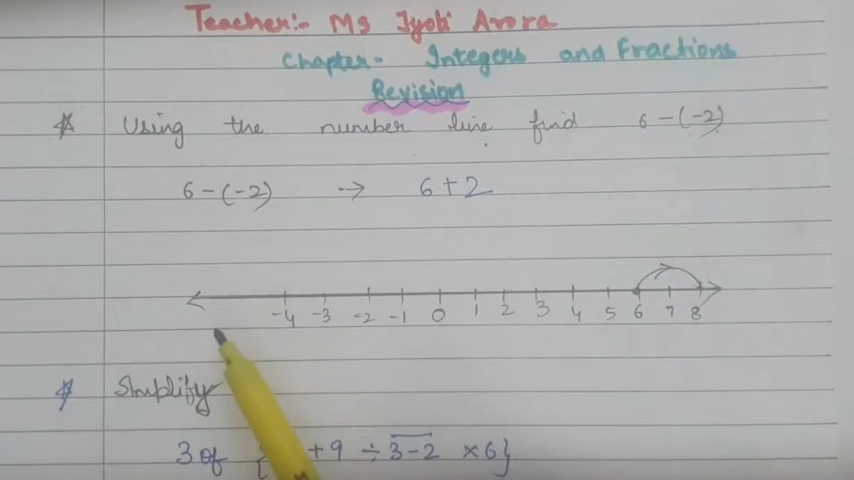 Teacher:- Ms Jyoti Arora
Chapter- Integers and Fractions
Revision
Using the number line find 6-(-2)
6-(-2) → 6+2
-4 -3 -2 -1 0 1 2 3 4 5 6 7 8
Simplify
3 of { +9 ÷ 3-2 ×6}